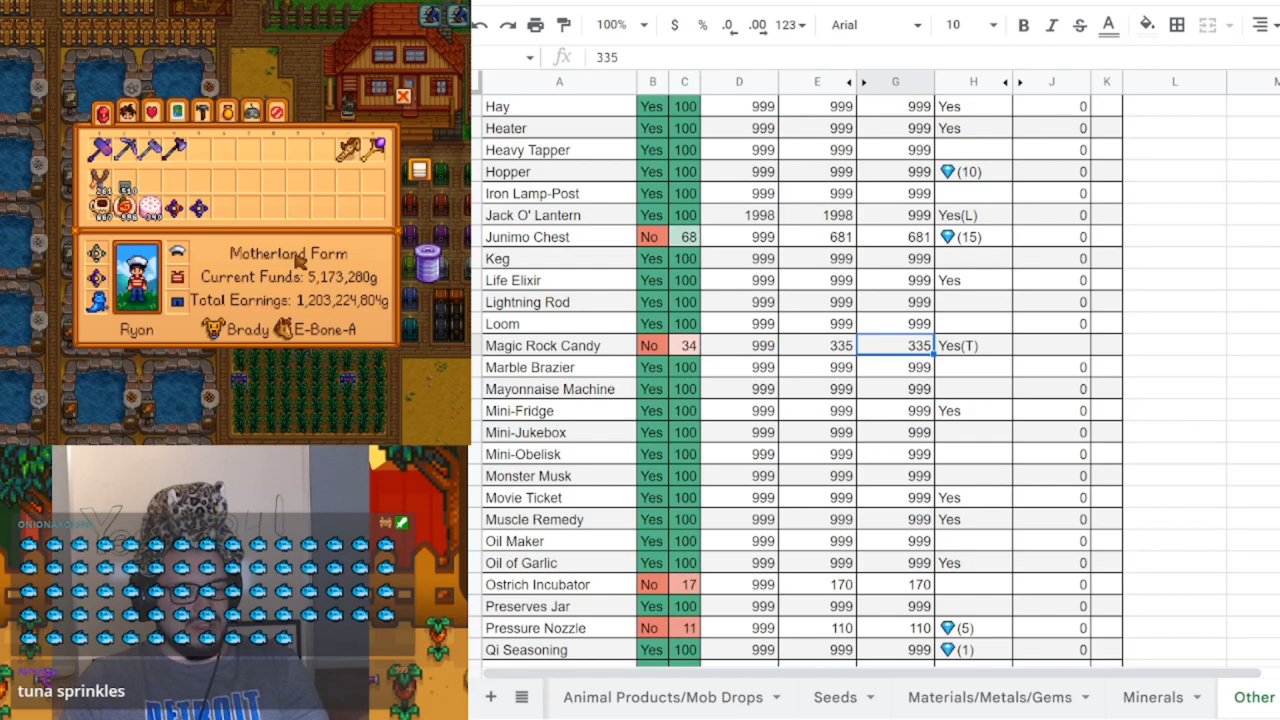 100% $ % .0 .00 123 Arial 10 B I S A
fx 335
A B C D E G H J K L
Hay Yes 100 999 999 999 Yes 0
Heater Yes 100 999 999 999 Yes 0
Heavy Tapper Yes 100 999 999 999 0
Hopper Yes 100 999 999 999 💎(10) 0
Iron Lamp-Post Yes 100 999 999 999 0
Jack O' Lantern Yes 100 1998 1998 999 Yes(L) 0
Junimo Chest No 68 999 681 681 💎(15) 0
Keg Yes 100 999 999 999 0
Life Elixir Yes 100 999 999 999 Yes 0
Lightning Rod Yes 100 999 999 999 0
Loom Yes 100 999 999 999 0
Magic Rock Candy No 34 999 335 335 Yes(T)
Marble Brazier Yes 100 999 999 999 0
Mayonnaise Machine Yes 100 999 999 999 0
Mini-Fridge Yes 100 999 999 999 Yes 0
Mini-Jukebox Yes 100 999 999 999 0
Mini-Obelisk Yes 100 999 999 999 0
Monster Musk Yes 100 999 999 999 0
Movie Ticket Yes 100 999 999 999 Yes 0
Muscle Remedy Yes 100 999 999 999 Yes 0
Oil Maker Yes 100 999 999 999 0
Oil of Garlic Yes 100 999 999 999 Yes 0
Ostrich Incubator No 17 999 170 170 0
Preserves Jar Yes 100 999 999 999 0
Pressure Nozzle No 11 999 110 110 💎(5) 0
Qi Seasoning Yes 100 999 999 999 💎(1) 0
Animal Products/Mob Drops Seeds Materials/Metals/Gems Minerals Other
261 510
Motherland Farm
Current Funds: 5,173,280g
Total Earnings: 1,203,224,804g
Ryon Brady E-Bone-A
tuna sprinkles
DETROIT